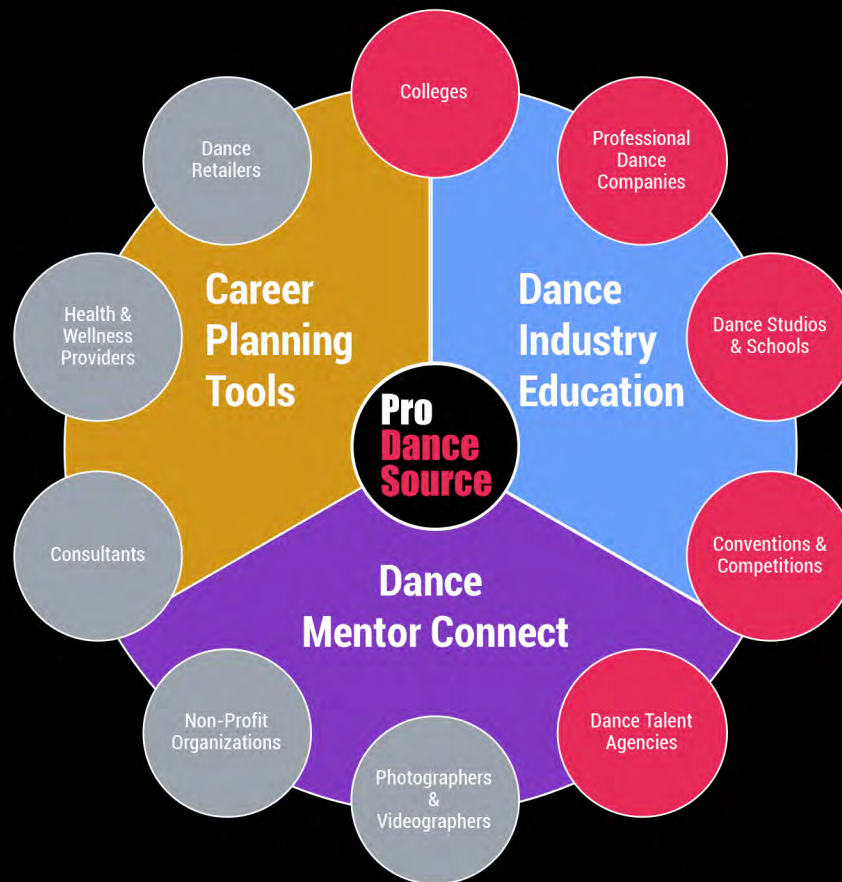 Colleges
Professional
Dance
Companies
Dance Studios
& Schools
Conventions &
Competitions
Dance Talent
Agencies
Photographers
&
Videographers
Non-Profit
Organizations
Consultants
Health &
Wellness
Providers
Dance
Retailers
Career
Planning
Tools
Dance
Industry
Education
Pro
Dance
Source
Dance
Mentor Connect